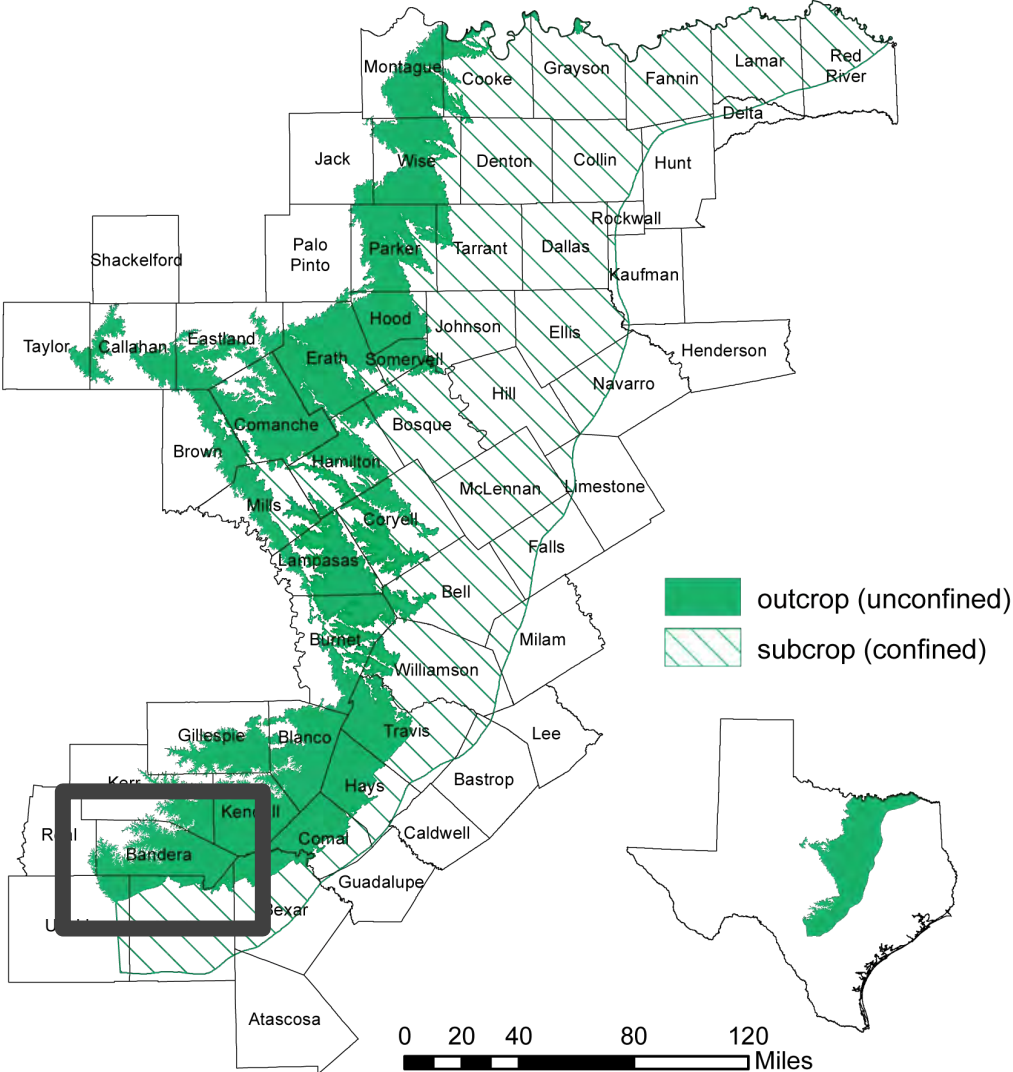 Montague
Cooke
Grayson
Fannin
Lamar
Red
River
Delta
Jack
Wise
Denton
Collin
Hunt
Rockwall
Shackelford
Palo
Pinto
Parker
Tarrant
Dallas
Kaufman
Taylor
Callahan
Eastland
Erath
Hood
Somervell
Johnson
Ellis
Henderson
Navarro
Hill
Bosque
Comanche
Brown
Hamilton
McLennan
Limestone
Mills
Coryell
Falls
Lampasas
Bell
Burnet
Milam
Williamson
outcrop (unconfined)
subcrop (confined)
Gillespie
Blanco
Travis
Lee
Bastrop
Hays
Kerr
Kendall
Comal
Caldwell
Bandera
Guadalupe
Bexar
Atascosa
0 20 40 80 120
Miles